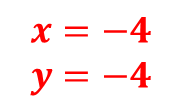 x = −4
y = −4